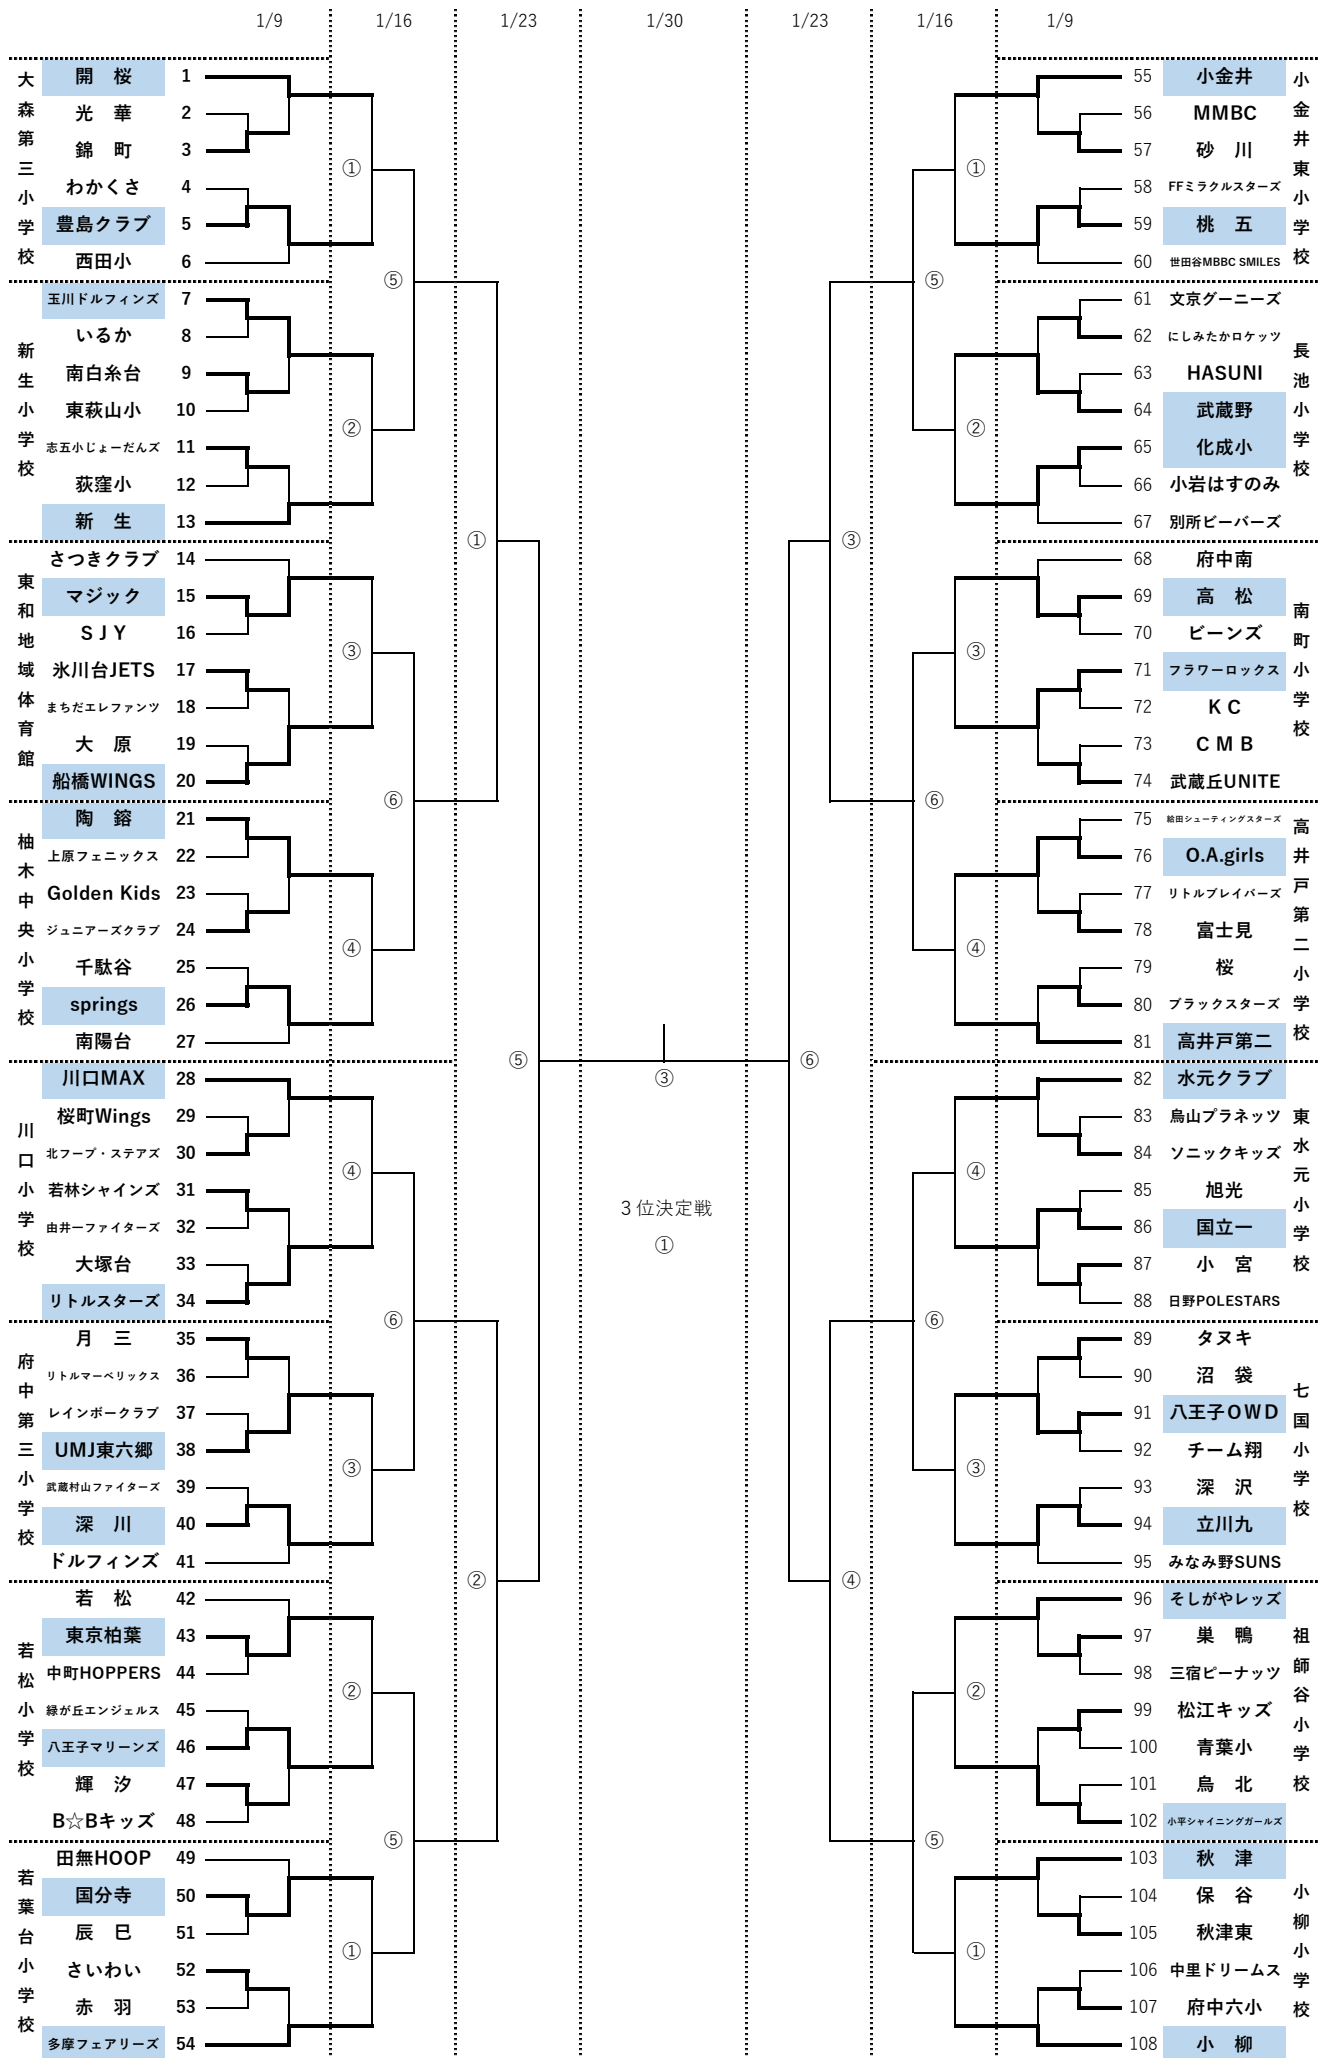 1/9 1/16 1/23 1/30 1/23 1/16 1/9
大森第三小学校
開 桜 1
光 華 2
錦 町 3
わかくさ 4
豊島クラブ 5
西田小 6
新生小学校
玉川ドルフィンズ 7
いるか 8
南白糸台 9
東萩山小 10
志五小じょーだんズ 11
荻窪小 12
新 生 13
東和地域体育館
さつきクラブ 14
マジック 15
ＳＪＹ 16
氷川台JETS 17
まちだエレファンツ 18
大 原 19
船橋WINGS 20
柚木中央小学校
陶 鎔 21
上原フェニックス 22
Golden Kids 23
ジュニアーズクラブ 24
千駄谷 25
springs 26
南陽台 27
川口小学校
川口MAX 28
桜町Wings 29
北フープ・ステアズ 30
若林シャインズ 31
由井一ファイターズ 32
大塚台 33
リトルスターズ 34
府中第三小学校
月 三 35
リトルマーベリックス 36
レインボークラブ 37
UMJ東六郷 38
武蔵村山ファイターズ 39
深 川 40
ドルフィンズ 41
若松小学校
若 松 42
東京柏葉 43
中町HOPPERS 44
緑が丘エンジェルス 45
八王子マリーンズ 46
輝 汐 47
B☆Bキッズ 48
若葉台小学校
田無HOOP 49
国分寺 50
辰 巳 51
さいわい 52
赤 羽 53
多摩フェアリーズ 54
①
②
③
④
④
③
②
①
⑤
⑥
⑥
⑤
①
②
⑤
③
３位決定戦
①
⑥
③
④
⑤
⑥
⑥
⑤
①
②
③
④
④
③
②
①
小金井東小学校
55 小金井
56 MMBC
57 砂 川
58 FFミラクルスターズ
59 桃 五
60 世田谷MBBC SMILES
長池小学校
61 文京グーニーズ
62 にしみたかロケッツ
63 HASUNI
64 武蔵野
65 化成小
66 小岩はすのみ
67 別所ビーバーズ
南町小学校
68 府中南
69 高 松
70 ビーンズ
71 フラワーロックス
72 ＫＣ
73 ＣＭＢ
74 武蔵丘UNITE
高井戸第二小学校
75 給田シューティングスターズ
76 O.A.girls
77 リトルブレイバーズ
78 富士見
79 桜
80 ブラックスターズ
81 高井戸第二
東水元小学校
82 水元クラブ
83 烏山プラネッツ
84 ソニックキッズ
85 旭光
86 国立一
87 小 宮
88 日野POLESTARS
七国小学校
89 タヌキ
90 沼 袋
91 八王子ＯＷＤ
92 チーム翔
93 深 沢
94 立川九
95 みなみ野SUNS
祖師谷小学校
96 そしがやレッズ
97 巣 鴨
98 三宿ピーナッツ
99 松江キッズ
100 青葉小
101 烏 北
102 小平シャイニングガールズ
小柳小学校
103 秋 津
104 保 谷
105 秋津東
106 中里ドリームス
107 府中六小
108 小 柳